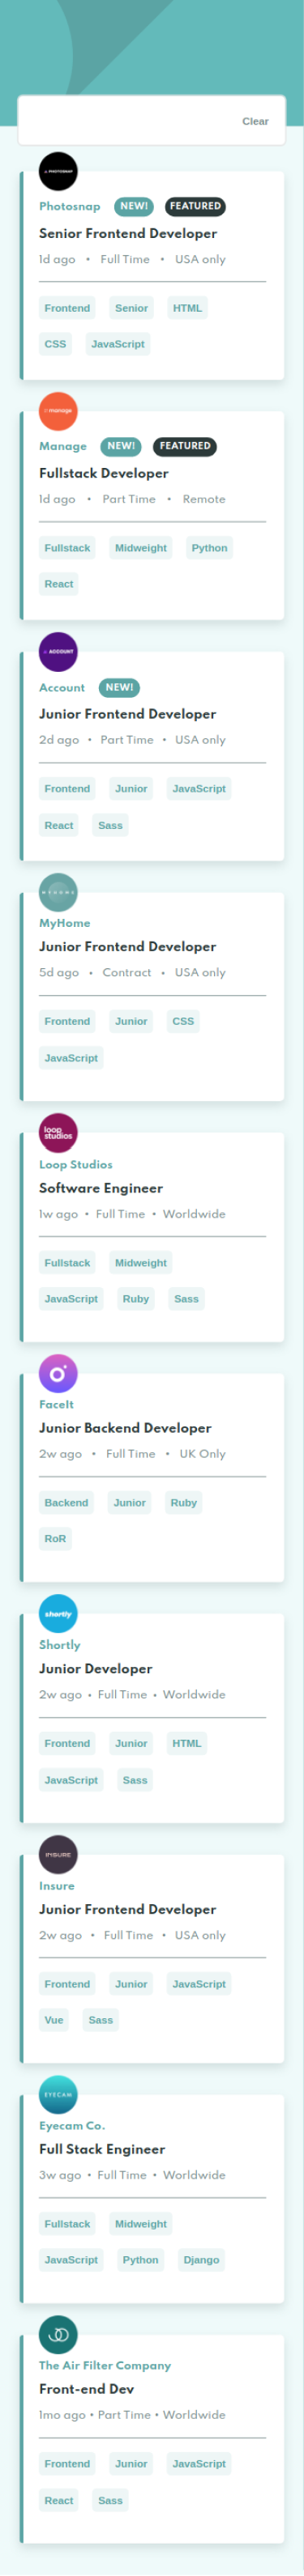 Clear
PHOTOSNAP
Photosnap NEW! FEATURED
Senior Frontend Developer
1d ago • Full Time • USA only
Frontend Senior HTML
CSS JavaScript
manage
Manage NEW! FEATURED
Fullstack Developer
1d ago • Part Time • Remote
Fullstack Midweight Python
React
ACCOUNT
Account NEW!
Junior Frontend Developer
2d ago • Part Time • USA only
Frontend Junior JavaScript
React Sass
MYHOME
MyHome
Junior Frontend Developer
5d ago • Contract • USA only
Frontend Junior CSS
JavaScript
loop
studios
Loop Studios
Software Engineer
1w ago • Full Time • Worldwide
Fullstack Midweight
JavaScript Ruby Sass
FaceIt
Junior Backend Developer
2w ago • Full Time • UK Only
Backend Junior Ruby
RoR
shortly
Shortly
Junior Developer
2w ago • Full Time • Worldwide
Frontend Junior HTML
JavaScript Sass
INSURE
Insure
Junior Frontend Developer
2w ago • Full Time • USA only
Frontend Junior JavaScript
Vue Sass
EYECAM
Eyecam Co.
Full Stack Engineer
3w ago • Full Time • Worldwide
Fullstack Midweight
JavaScript Python Django
The Air Filter Company
Front-end Dev
1mo ago • Part Time • Worldwide
Frontend Junior JavaScript
React Sass